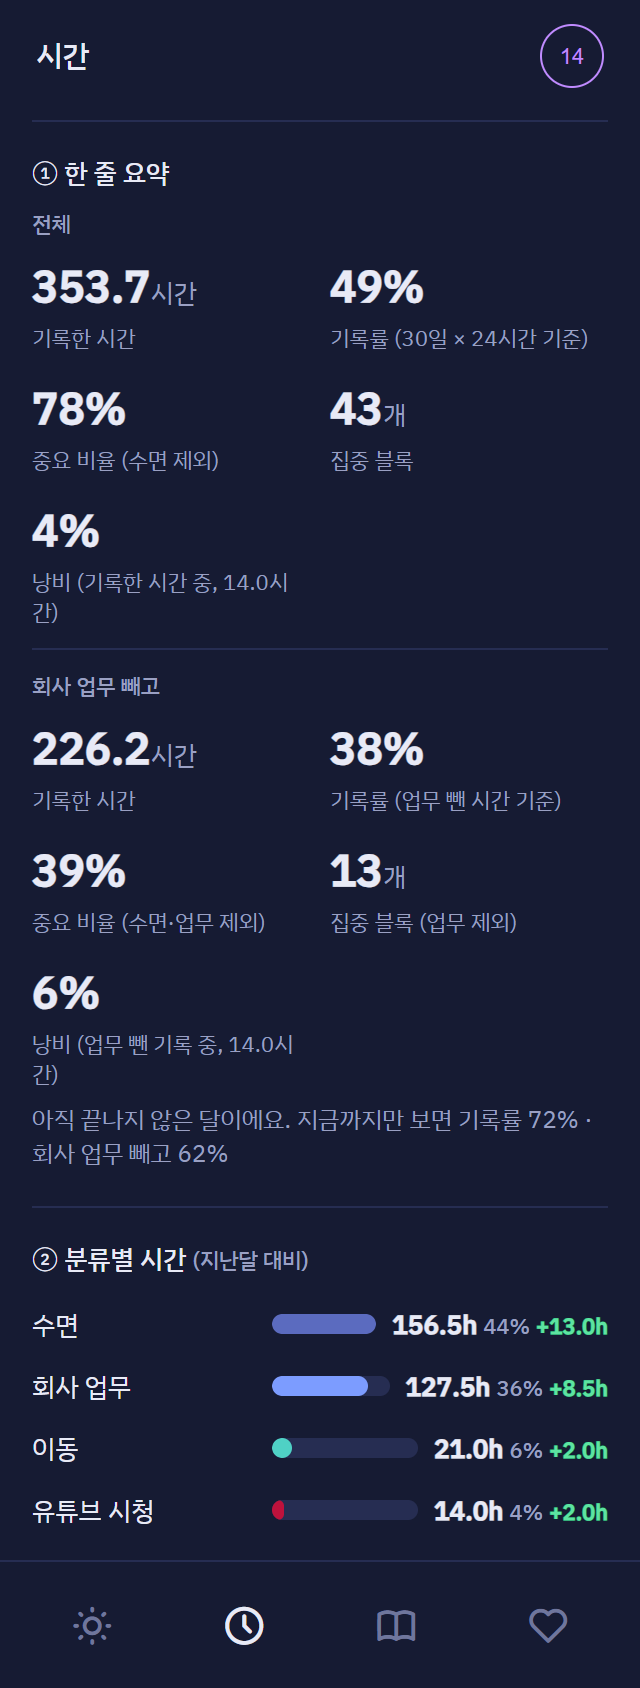 시간
14
① 한 줄 요약
전체
353.7시간
49%
기록한 시간
기록률 (30일 × 24시간 기준)
78%
43개
중요 비율 (수면 제외)
집중 블록
4%
낭비 (기록한 시간 중, 14.0시
간)
회사 업무 빼고
226.2시간
38%
기록한 시간
기록률 (업무 뺀 시간 기준)
39%
13개
중요 비율 (수면·업무 제외)
집중 블록 (업무 제외)
6%
낭비 (업무 뺀 기록 중, 14.0시
간)
아직 끝나지 않은 달이에요. 지금까지만 보면 기록률 72% ·
회사 업무 빼고 62%
② 분류별 시간 (지난달 대비)
수면 156.5h 44% +13.0h
회사 업무 127.5h 36% +8.5h
이동 21.0h 6% +2.0h
유튜브 시청 14.0h 4% +2.0h